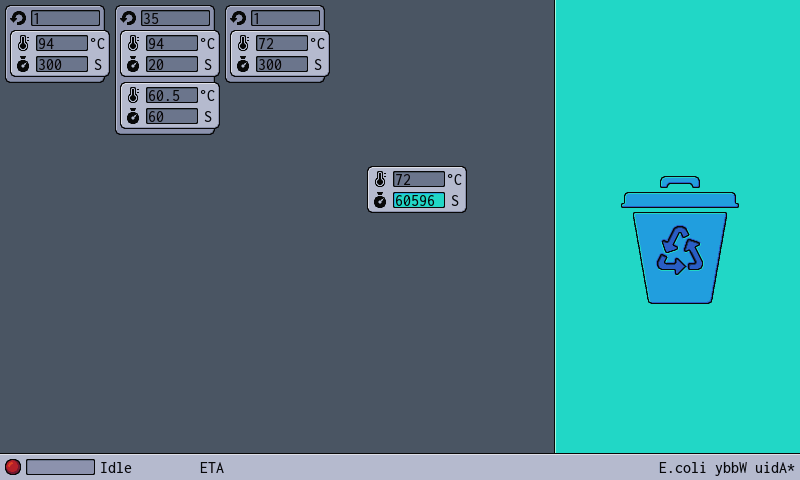 1
94 °C
300 S
35
94 °C
20 S
60.5 °C
60 S
1
72 °C
300 S
72 °C
60596 S
Idle
ETA
E.coli ybbW uidA*